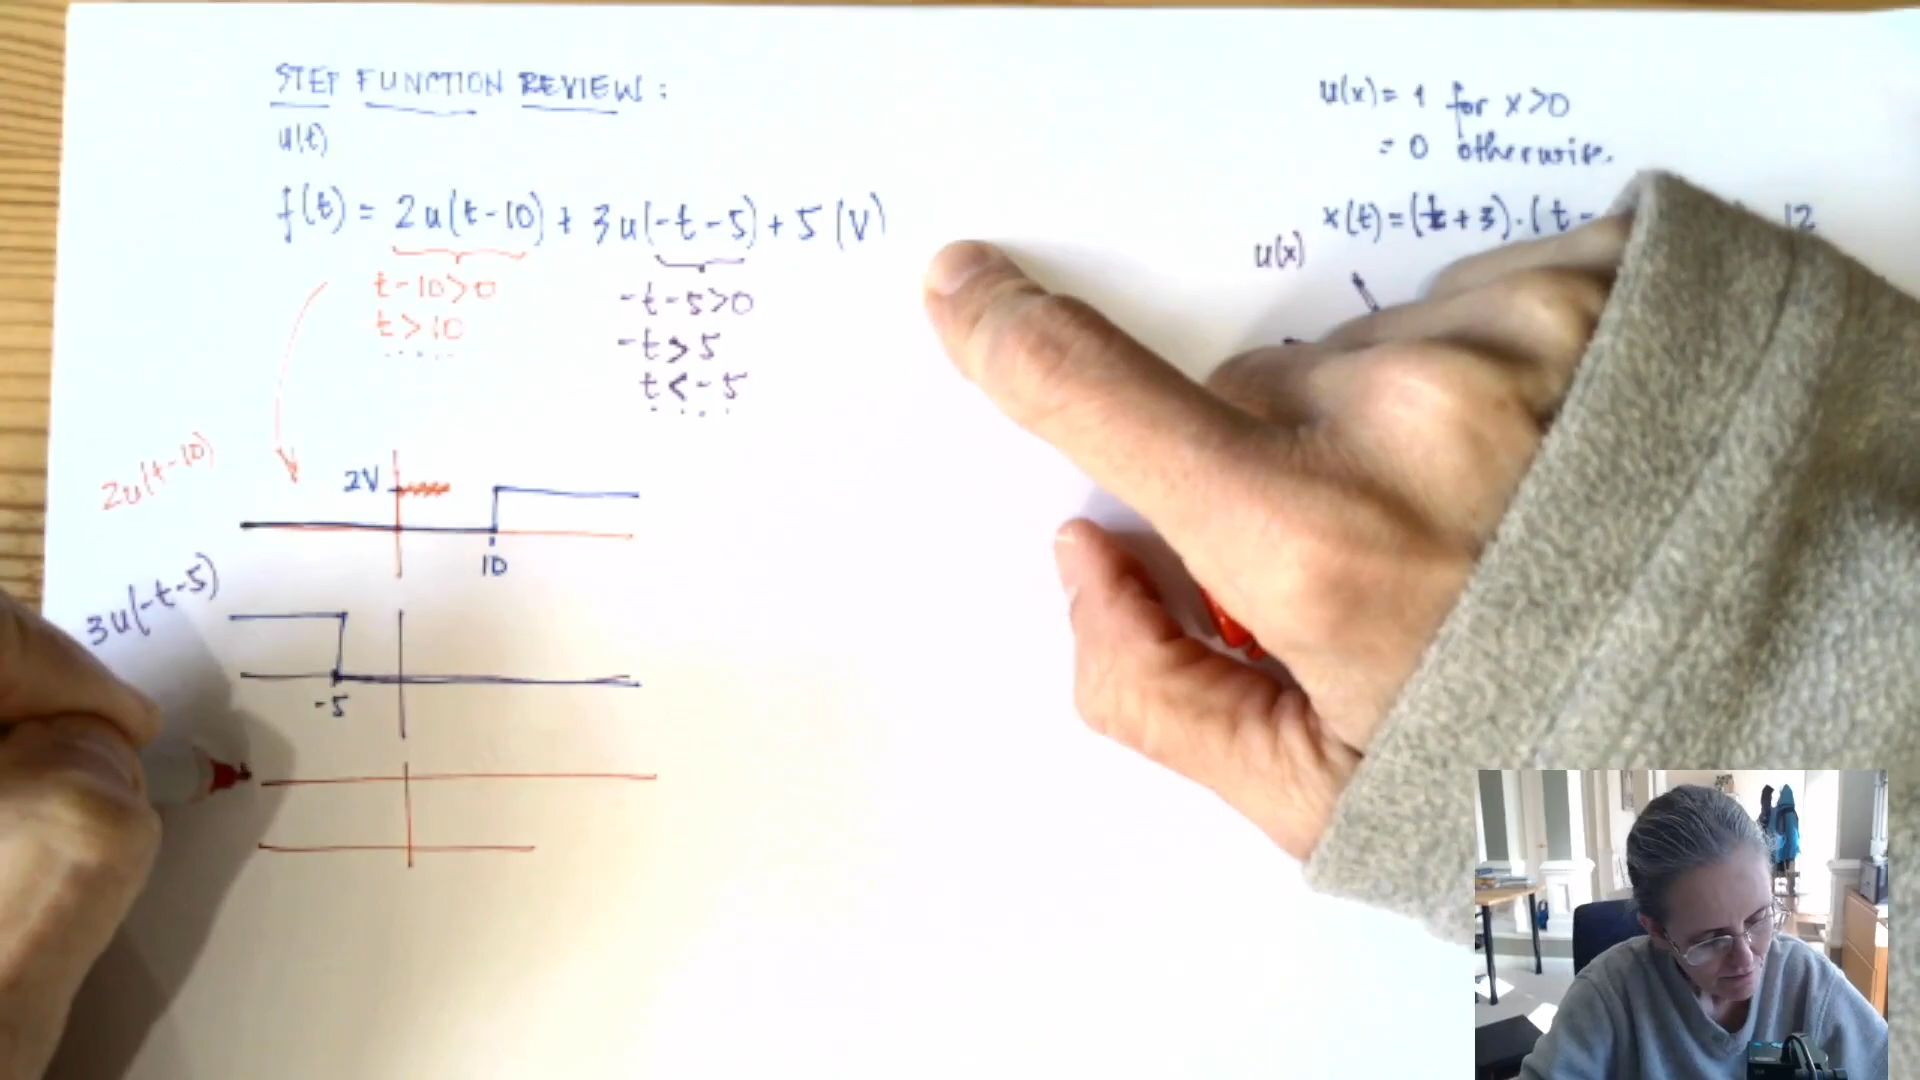 STEP FUNCTION REVIEW:
u(t)
f(t) = 2u(t-10) + 3u(-t-5) + 5 (V)
t-10>0
t>10
-t-5>0
-t>5
t<-5
2u(t-10)
2V
10
3u(-t-5)
-5
u(x)= 1 for x>0
= 0 otherwise.
x(t)=(t+3).(t- 12
u(x)